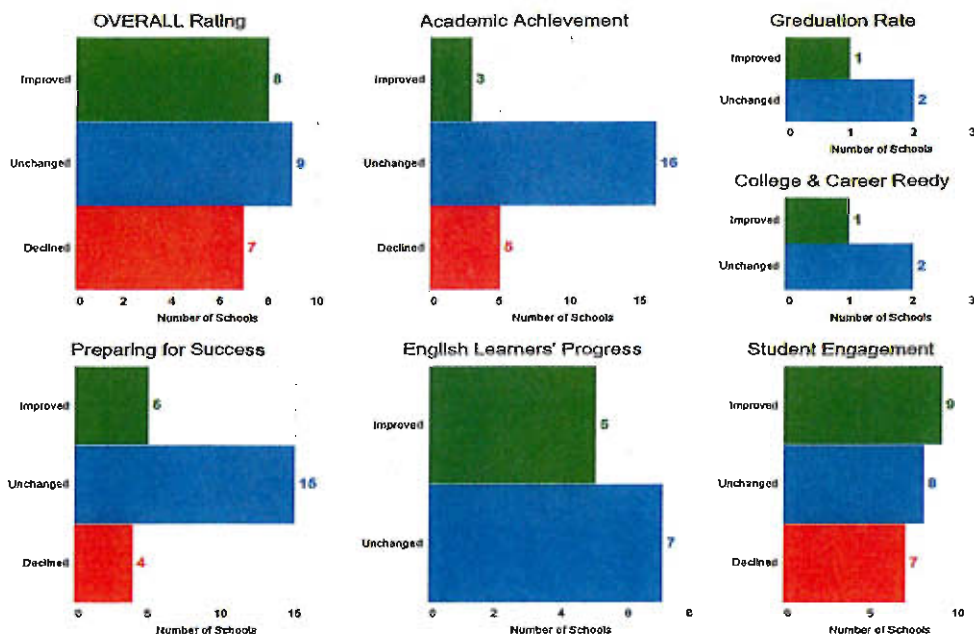 OVERALL Rating
Improved
8
Unchanged
9
Declined
7
0 2 4 6 8 10
Number of Schools
Academic Achievement
Improved
3
Unchanged
16
Declined
5
0 5 10 15
Number of Schools
Graduation Rate
Improved
1
Unchanged
2
0 1 2 3
Number of Schools
College & Career Ready
Improved
1
Unchanged
2
0 1 2 3
Number of Schools
Preparing for Success
Improved
5
Unchanged
15
Declined
4
0 5 10 15
Number of Schools
English Learners' Progress
Improved
5
Unchanged
7
0 2 4 6 8
Number of Schools
Student Engagement
Improved
9
Unchanged
8
Declined
7
0 5 10
Number of Schools